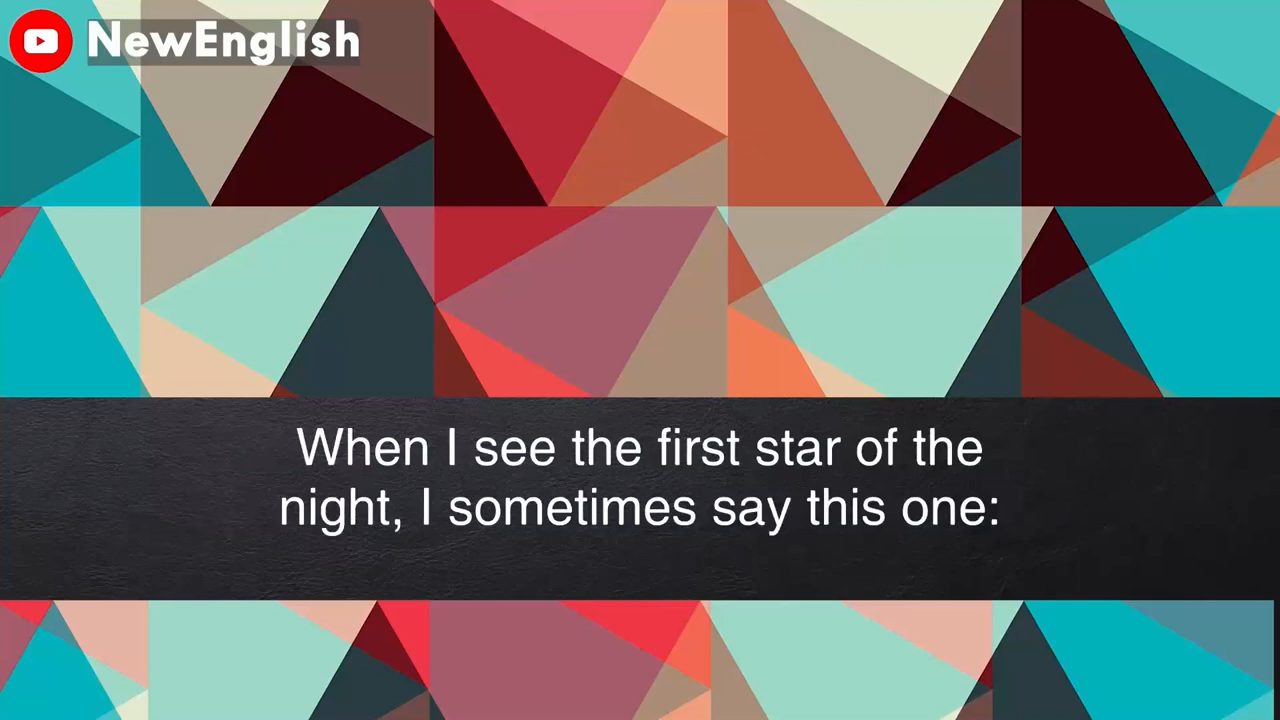 NewEnglish
When I see the first star of the
night, I sometimes say this one: